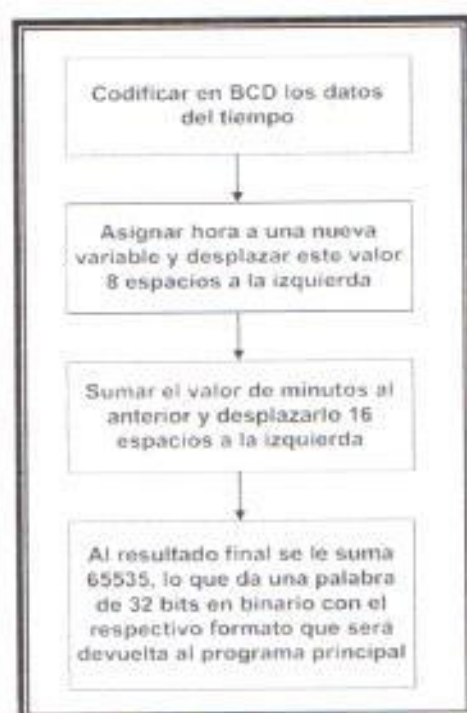 Codificar en BCD los datos
del tiempo
Asignar hora a una nueva
variable y desplazar este valor
8 espacios a la izquierda
Sumar el valor de minutos al
anterior y desplazarlo 16
espacios a la izquierda
Al resultado final se le suma
65535, lo que da una palabra
de 32 bits en binario con el
respectivo formato que será
devuelta al programa principal